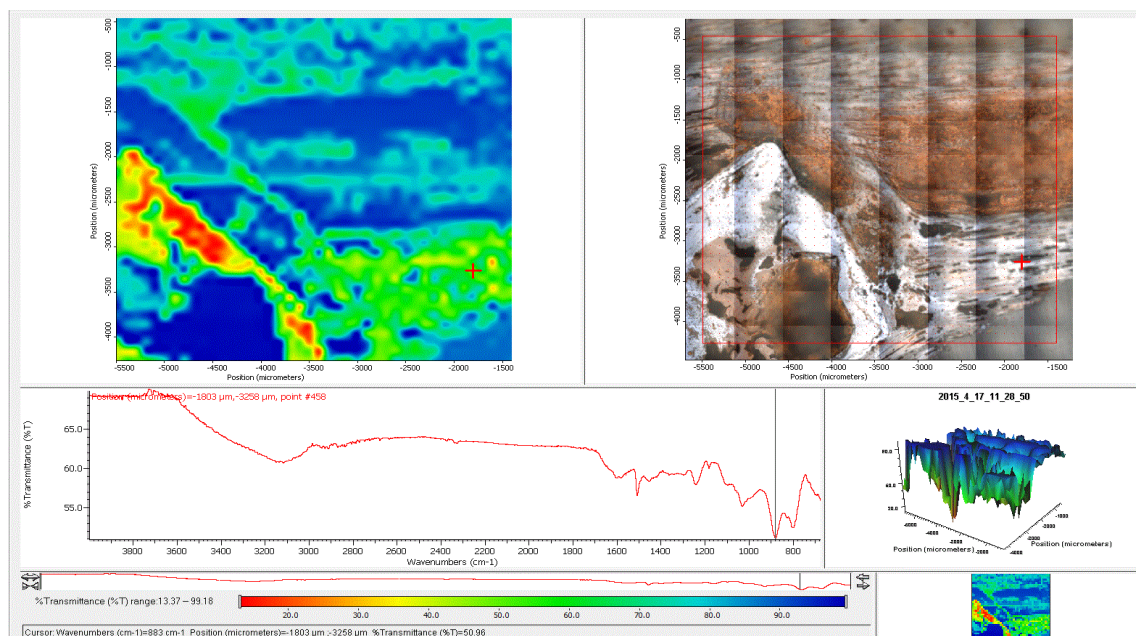 -500
-1000
-1500
-2000
-2500
-3000
-3500
-4000
Position (micrometers)
-5500 -5000 -4500 -4000 -3500 -3000 -2500 -2000 -1500
Position (micrometers)
-500
-1000
-1500
-2000
-2500
-3000
-3500
-4000
Position (micrometers)
-5500 -5000 -4500 -4000 -3500 -3000 -2500 -2000 -1500
Position (micrometers)
Position (micrometers)=-1803 µm,-3258 µm, point #458
65.0
60.0
55.0
%Transmittance (%T)
3800 3600 3400 3200 3000 2800 2600 2400 2200 2000 1800 1600 1400 1200 1000 800
Wavenumbers (cm-1)
2015_4_17_11_28_50
Position (micrometers)
Position (micrometers)
%Transmittance (%T) range:13.37 – 99.18
20.0 30.0 40.0 50.0 60.0 70.0 80.0 90.0
Cursor: Wavenumbers (cm-1)=883 cm-1 Position (micrometers)=-1803 µm ;-3258 µm %Transmittance (%T)=50.96